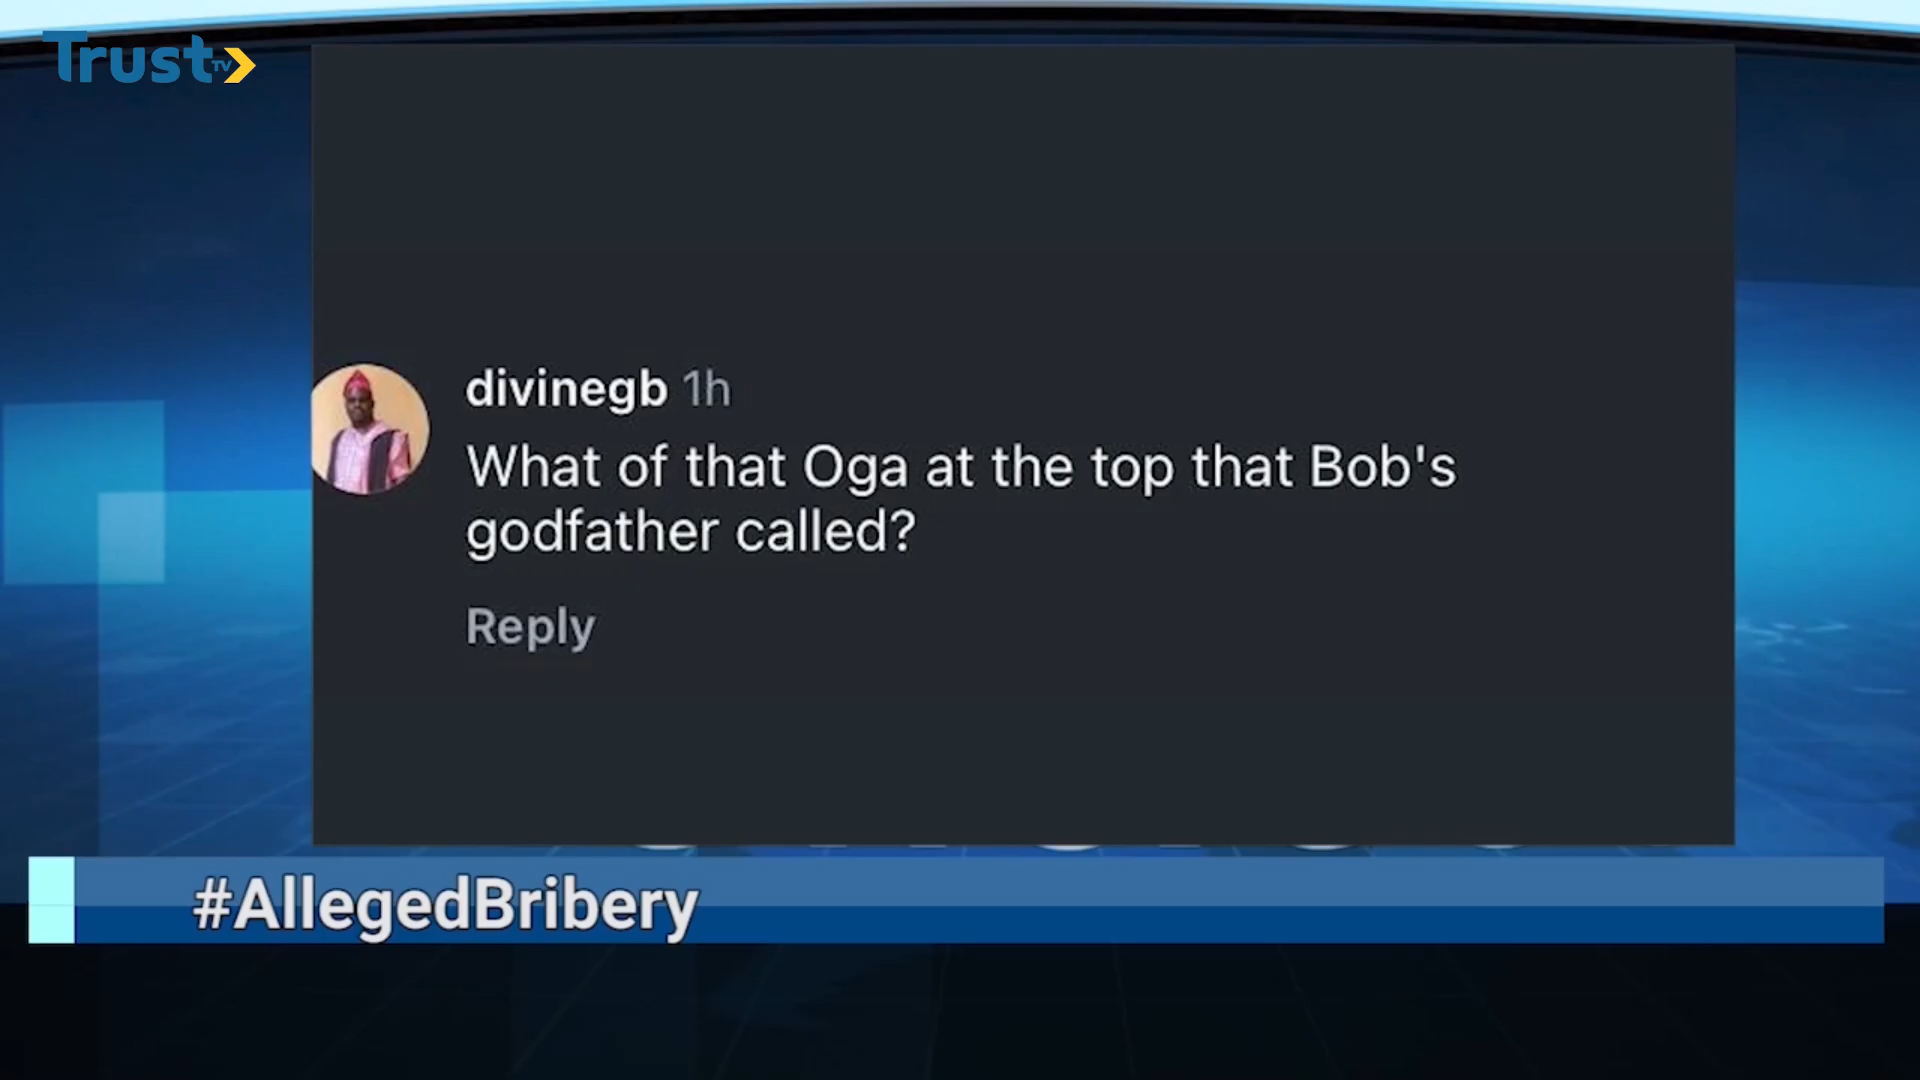 Trust TV
divinegb 1h
What of that Oga at the top that Bob's
godfather called?
Reply
#AllegedBribery